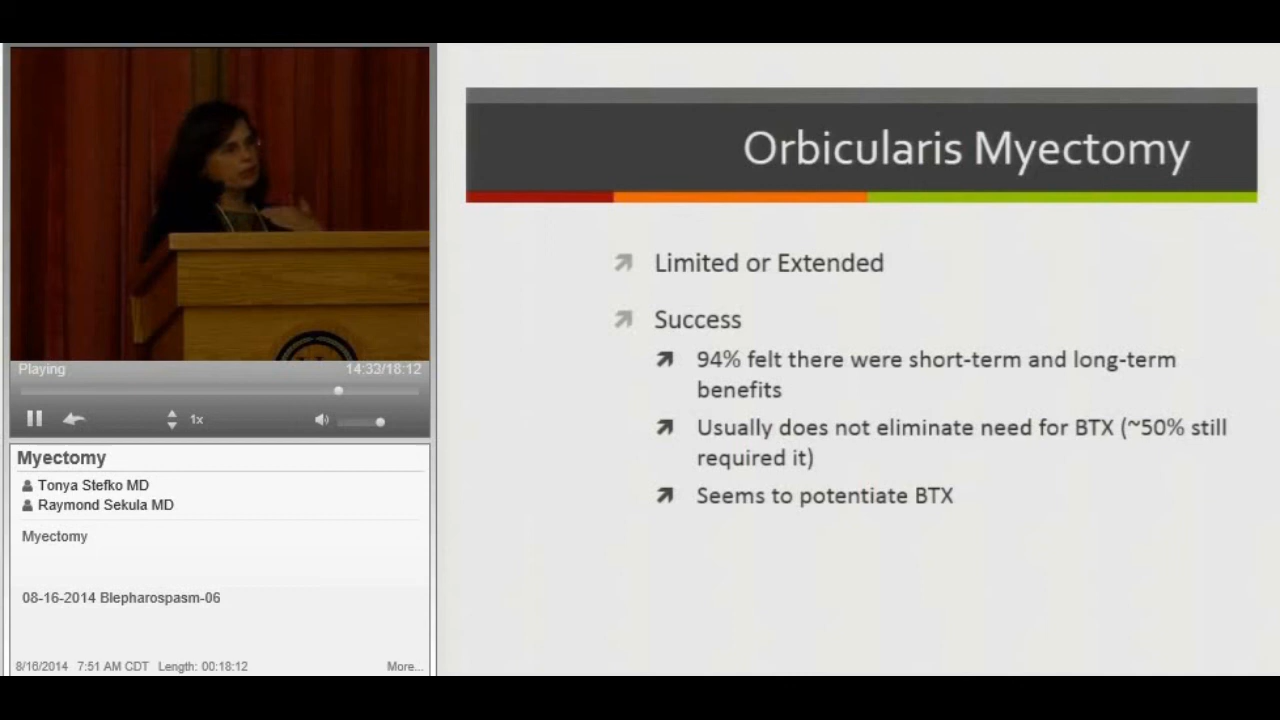 Playing
14:33/18:12
1x
Myectomy
Tonya Stefko MD
Raymond Sekula MD
Myectomy
08-16-2014 Blepharospasm-06
8/16/2014 7:51 AM CDT Length: 00:18:12
More...
Orbicularis Myectomy
Limited or Extended
Success
94% felt there were short-term and long-term
benefits
Usually does not eliminate need for BTX (~50% still
required it)
Seems to potentiate BTX